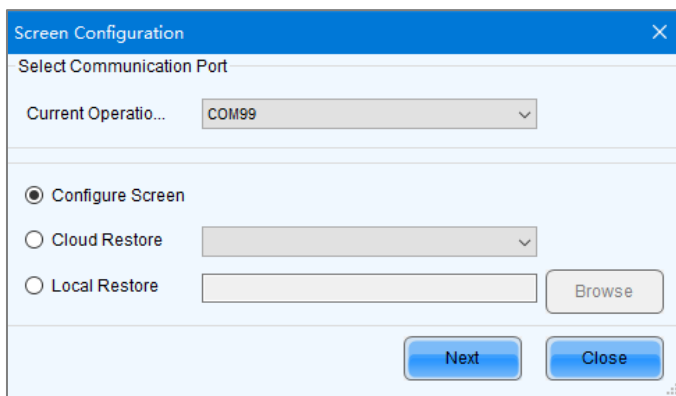 Screen Configuration
Select Communication Port
Current Operatio... COM99
Configure Screen
Cloud Restore
Local Restore Browse
Next Close